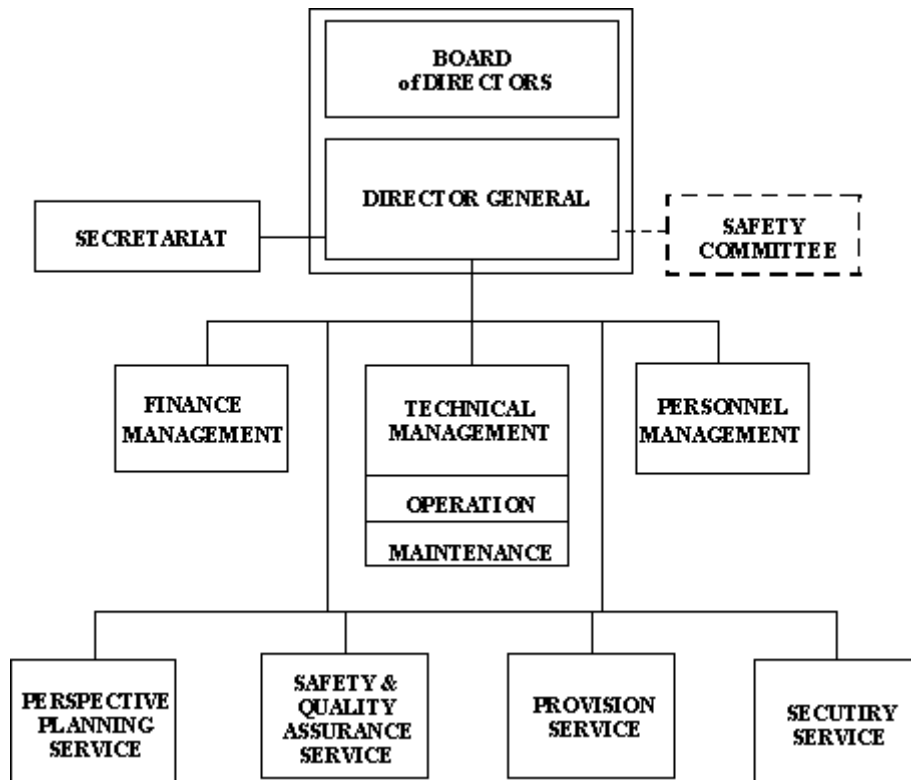 BOARD
of DIRECTORS
DIRECTOR GENERAL
SECRETARIAT
SAFETY
COMMITTEE
FINANCE
MANAGEMENT
TECHNICAL
MANAGEMENT
PERSONNEL
MANAGEMENT
OPERATION
MAINTENANCE
PERSPECTIVE
PLANNING
SERVICE
SAFETY &
QUALITY
ASSURANCE
SERVICE
PROVISION
SERVICE
SECUTIRY
SERVICE